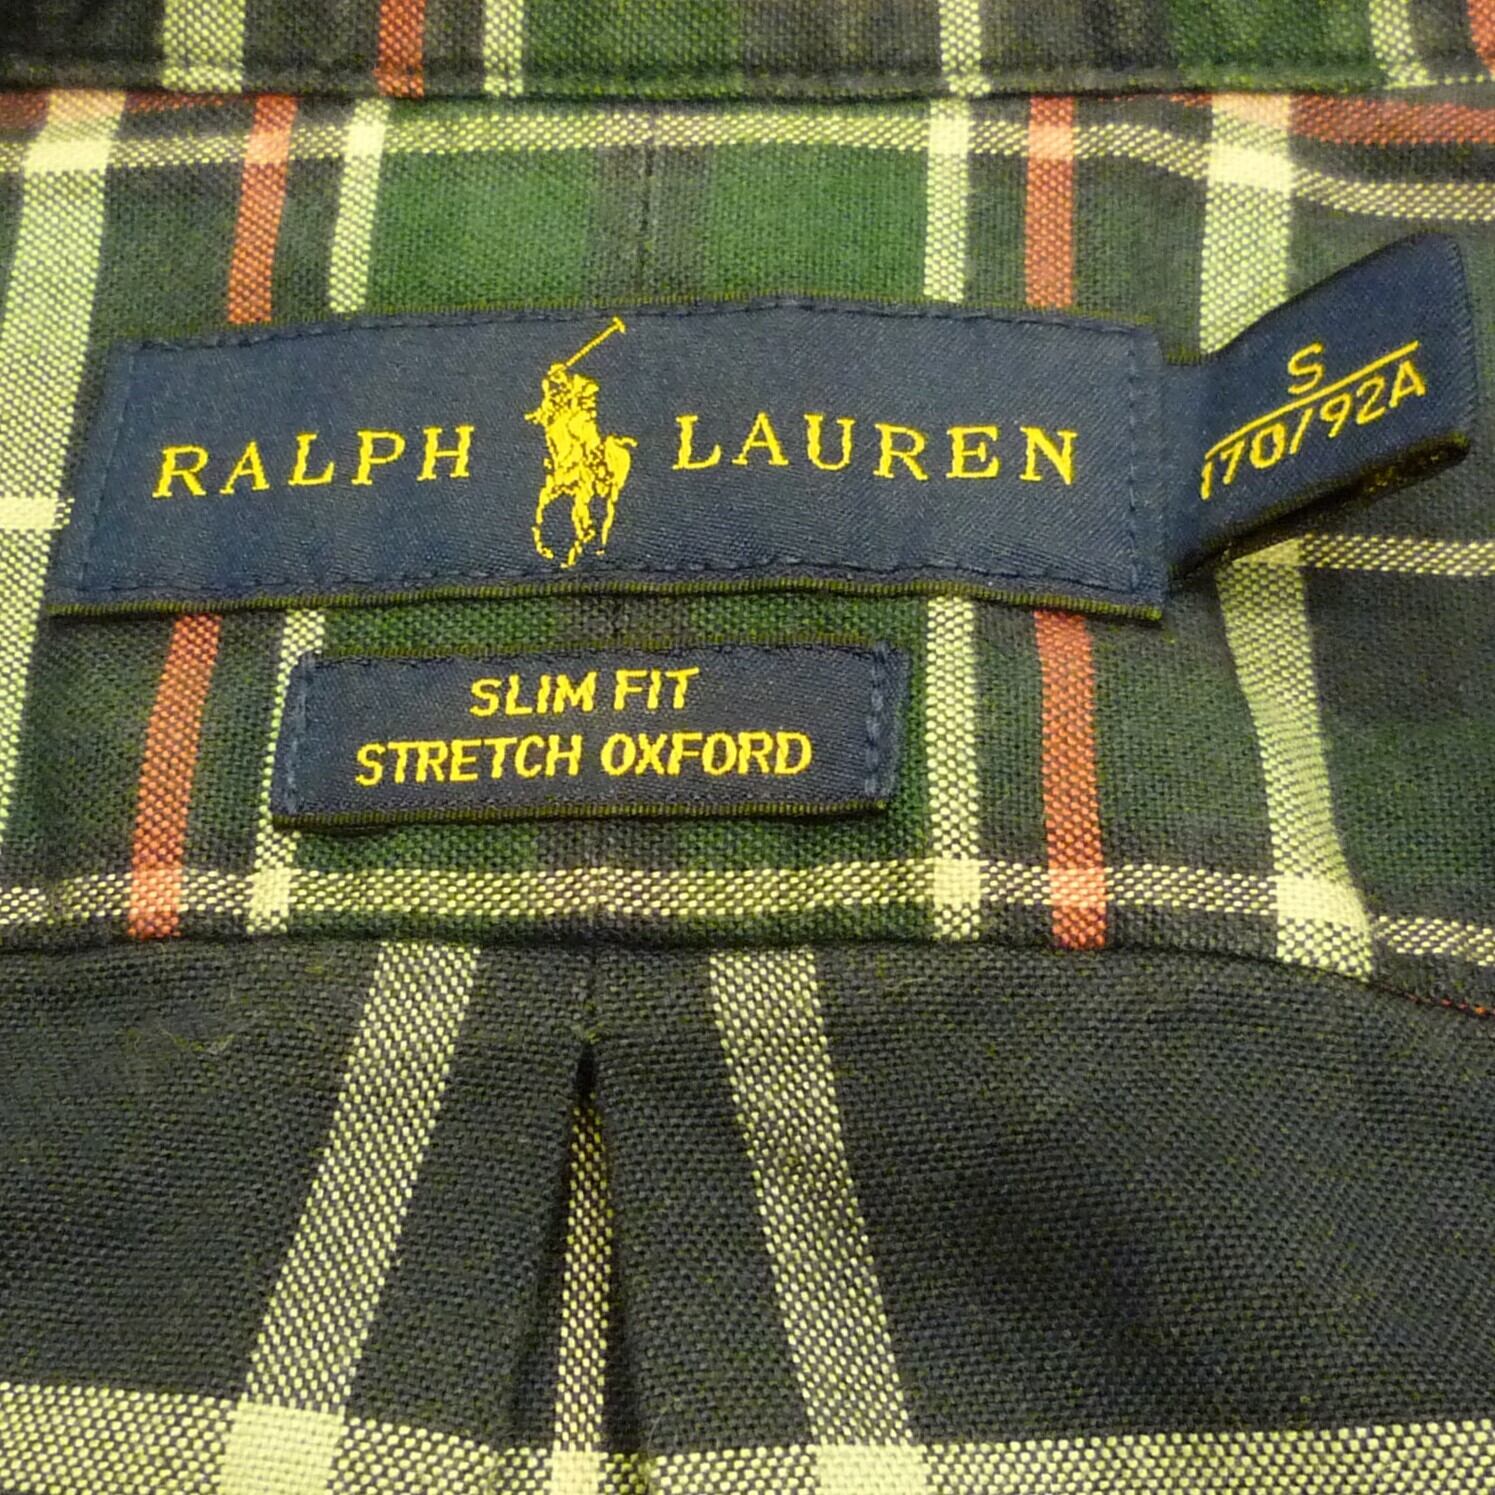 RALPH LAUREN
S
170/92A
SLIM FIT
STRETCH OXFORD